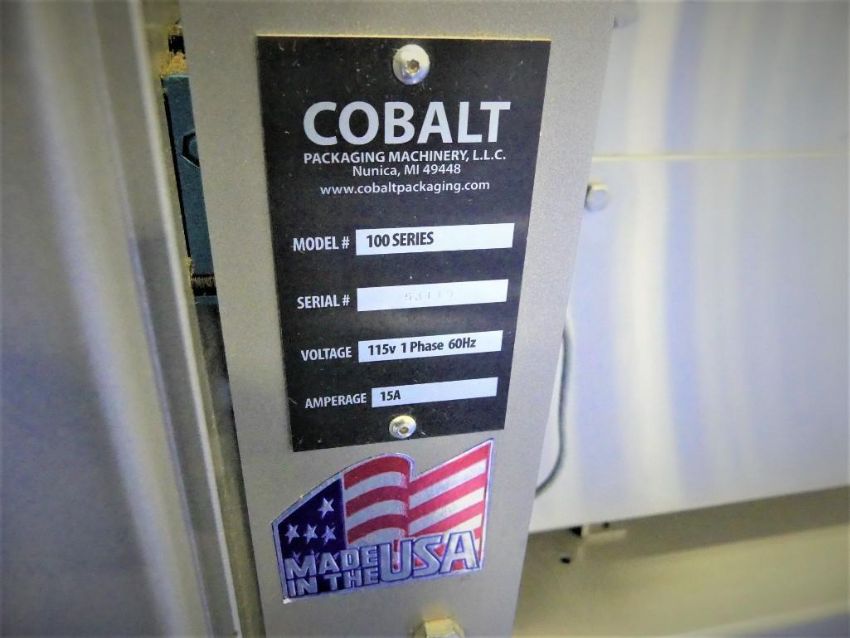 COBALT
PACKAGING MACHINERY, L.L.C.
Nunica, MI 49448
www.cobaltpackaging.com
MODEL # 100 SERIES
SERIAL #
VOLTAGE 115v 1 Phase 60Hz
AMPERAGE 15A
MADE
IN THE USA